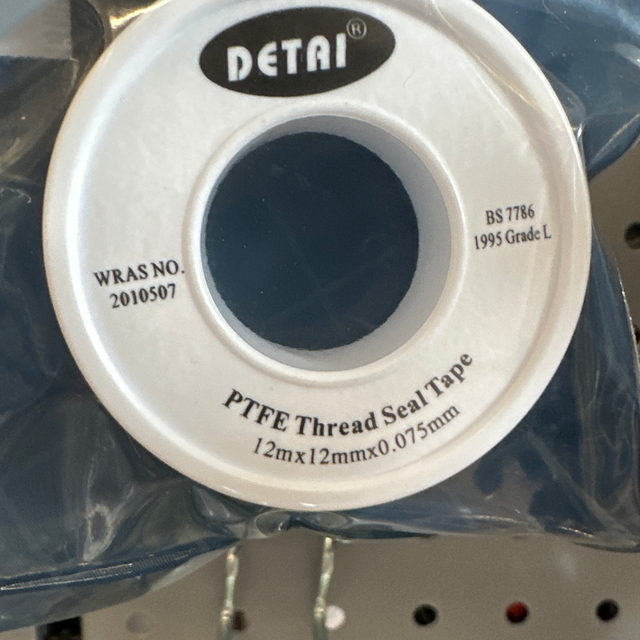 DETAI®
BS 7786
1995 Grade L
WRAS NO.
2010507
PTFE Thread Seal Tape
12mx12mmx0.075mm